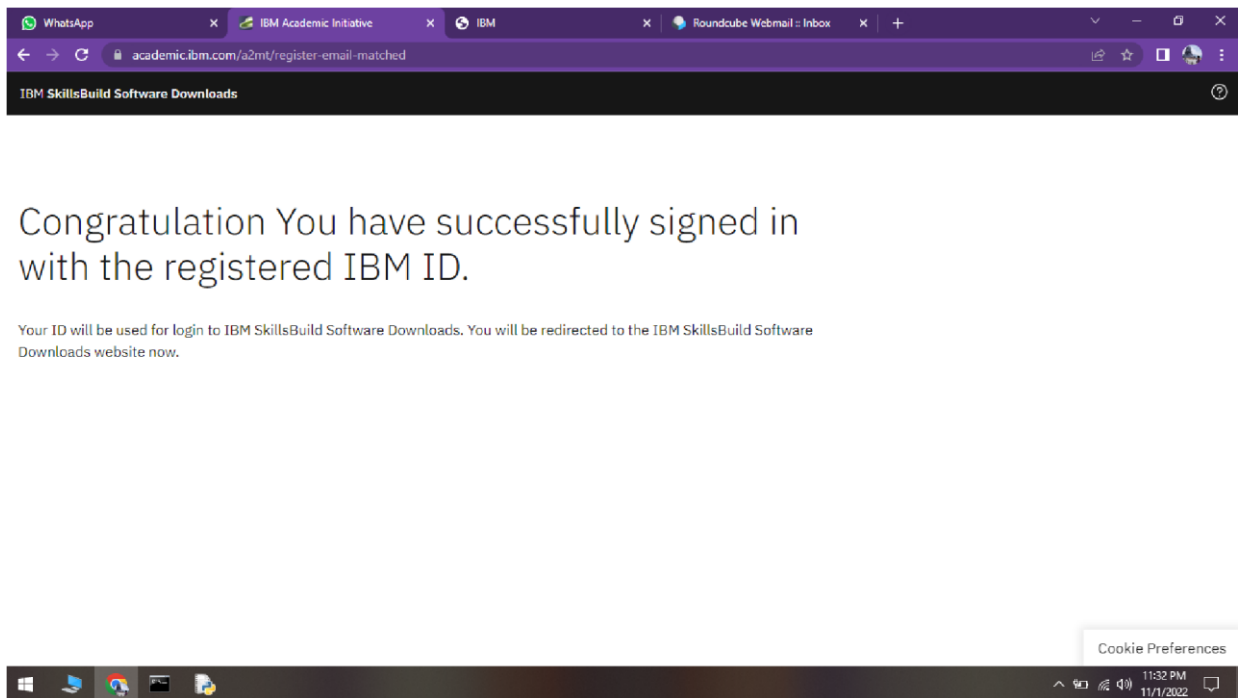 WhatsApp
IBM Academic Initiative
IBM
Roundcube Webmail :: Inbox
academic.ibm.com/a2mt/register-email-matched
IBM SkillsBuild Software Downloads
Congratulation You have successfully signed in
with the registered IBM ID.
Your ID will be used for login to IBM SkillsBuild Software Downloads. You will be redirected to the IBM SkillsBuild Software
Downloads website now.
Cookie Preferences
11:32 PM
11/1/2022